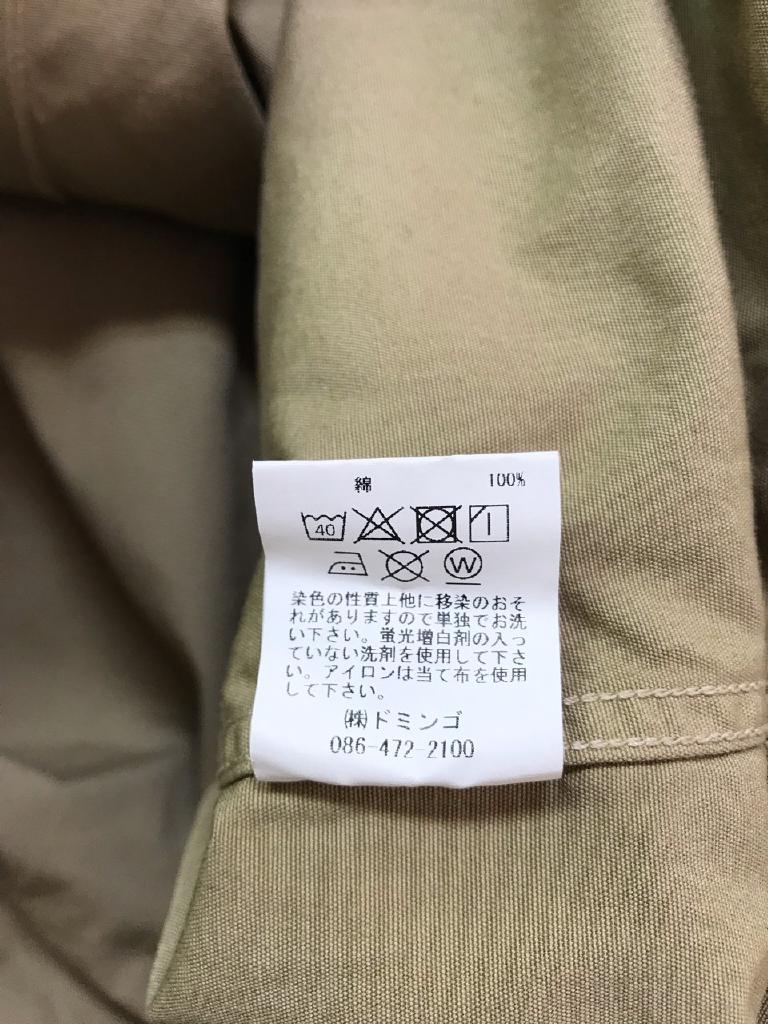 綿 100%
40
W
染色の性質上他に移染のおそ
れがありますので単独でお洗
い下さい。蛍光増白剤の入っ
ていない洗剤を使用して下さ
い。アイロンは当て布を使用
して下さい。
㈱ドミンゴ
086-472-2100